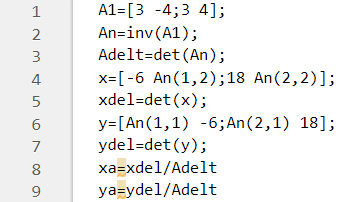 1 A1=[3 -4;3 4];
2 An=inv(A1);
3 Adelt=det(An);
4 x=[-6 An(1,2);18 An(2,2)];
5 xdel=det(x);
6 y=[An(1,1) -6;An(2,1) 18];
7 ydel=det(y);
8 xa=xdel/Adelt
9 ya=ydel/Adelt